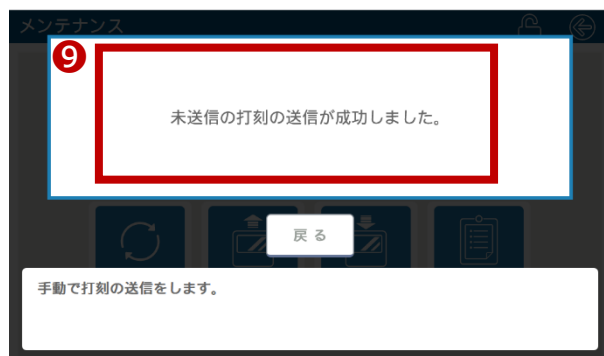 メンテナンス
9
未送信の打刻の送信が成功しました。
戻る
手動で打刻の送信をします。